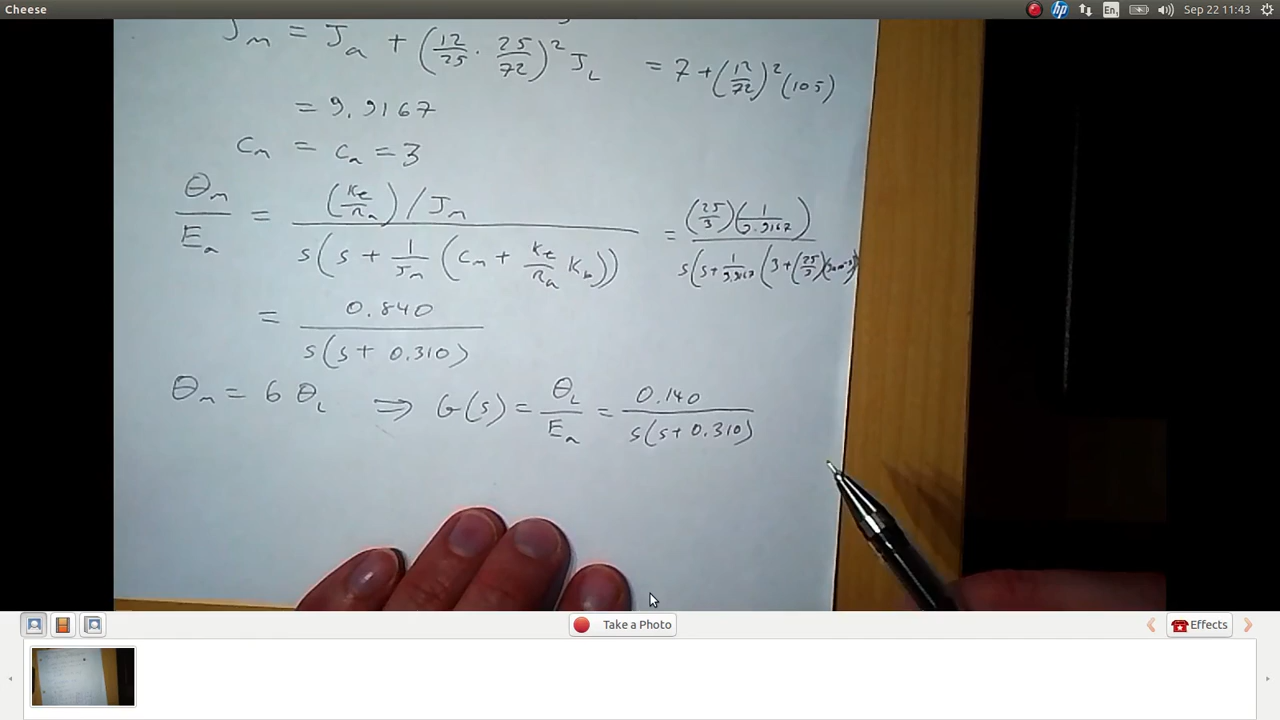 Cheese En₁ Sep 22 11:43
Jm = Ja + (12/25 · 25/72)² JL = 7 + (12/72)² (105)
= 9.9167
cm = ca = 3
Θm/Ea = (Kt/Ra) / Jm / s(s + 1/Jm (cm + Kt/Ra Kb)) = (25/3)(1/9.9167) / s(s + 1/9.9167 (3 + (25/3)
= 0.840 / s(s + 0.310)
Θm = 6 ΘL ⇒ G(s) = ΘL/Ea = 0.140 / s(s + 0.310)
Take a Photo
Effects